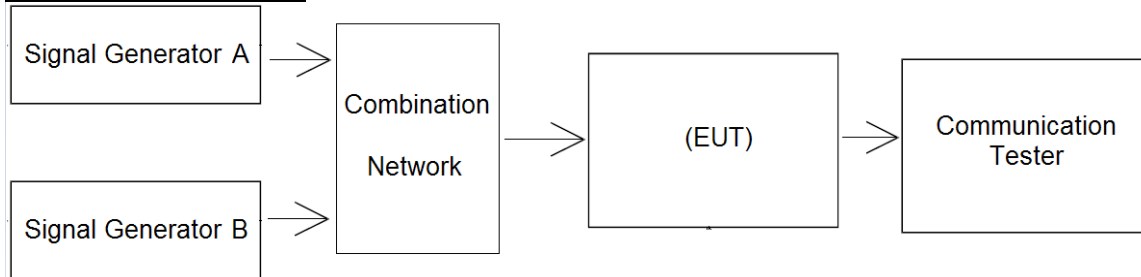 Signal Generator A
Combination
Network
(EUT)
Communication
Tester
Signal Generator B